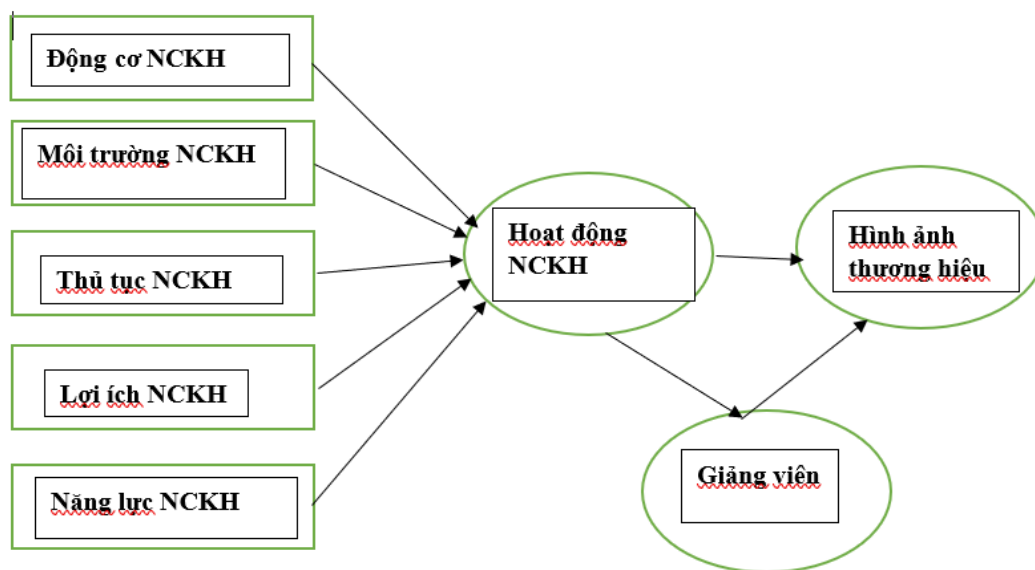 Động cơ NCKH
Môi trường NCKH
Thủ tục NCKH
Lợi ích NCKH
Năng lực NCKH
Hoạt động
NCKH
Hình ảnh
thương hiệu
Giảng viên